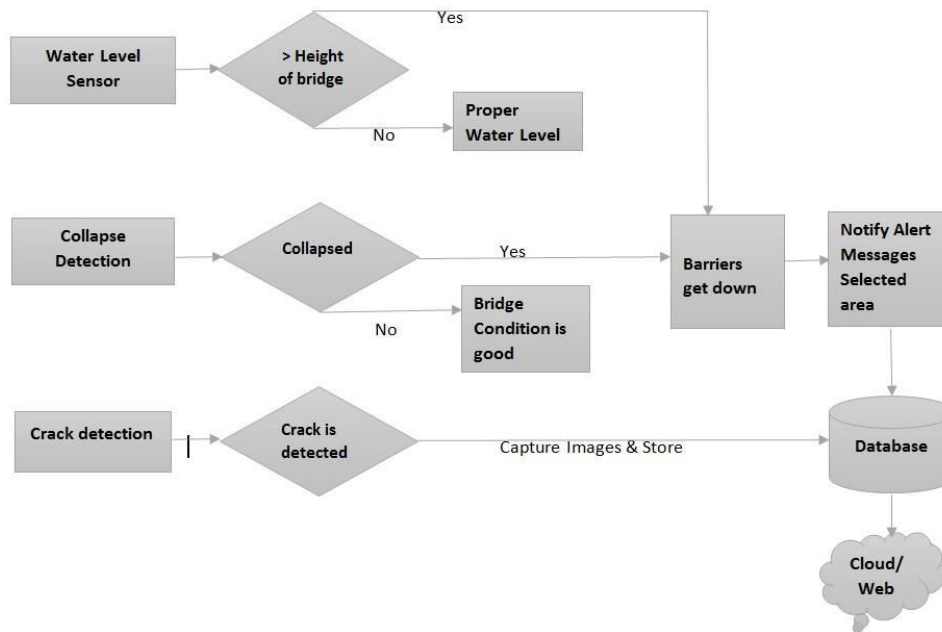 Yes
Water Level
Sensor
> Height
of bridge
No
Proper
Water Level
Collapse
Detection
Collapsed
Yes
No
Bridge
Condition is
good
Barriers
get down
Notify Alert
Messages
Selected
area
Crack detection
Crack is
detected
Capture Images & Store
Database
Cloud/
Web